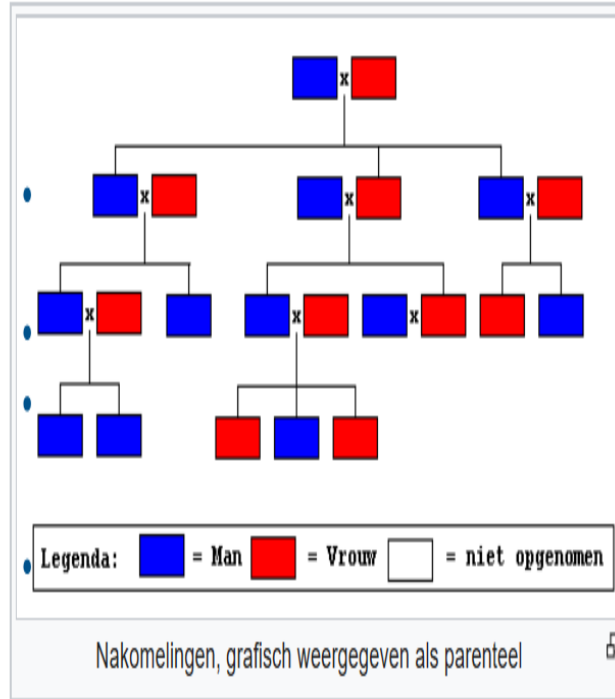 x
x x x
x x x
Legenda: = Man = Vrouw = niet opgenomen
Nakomelingen, grafisch weergegeven als parenteel